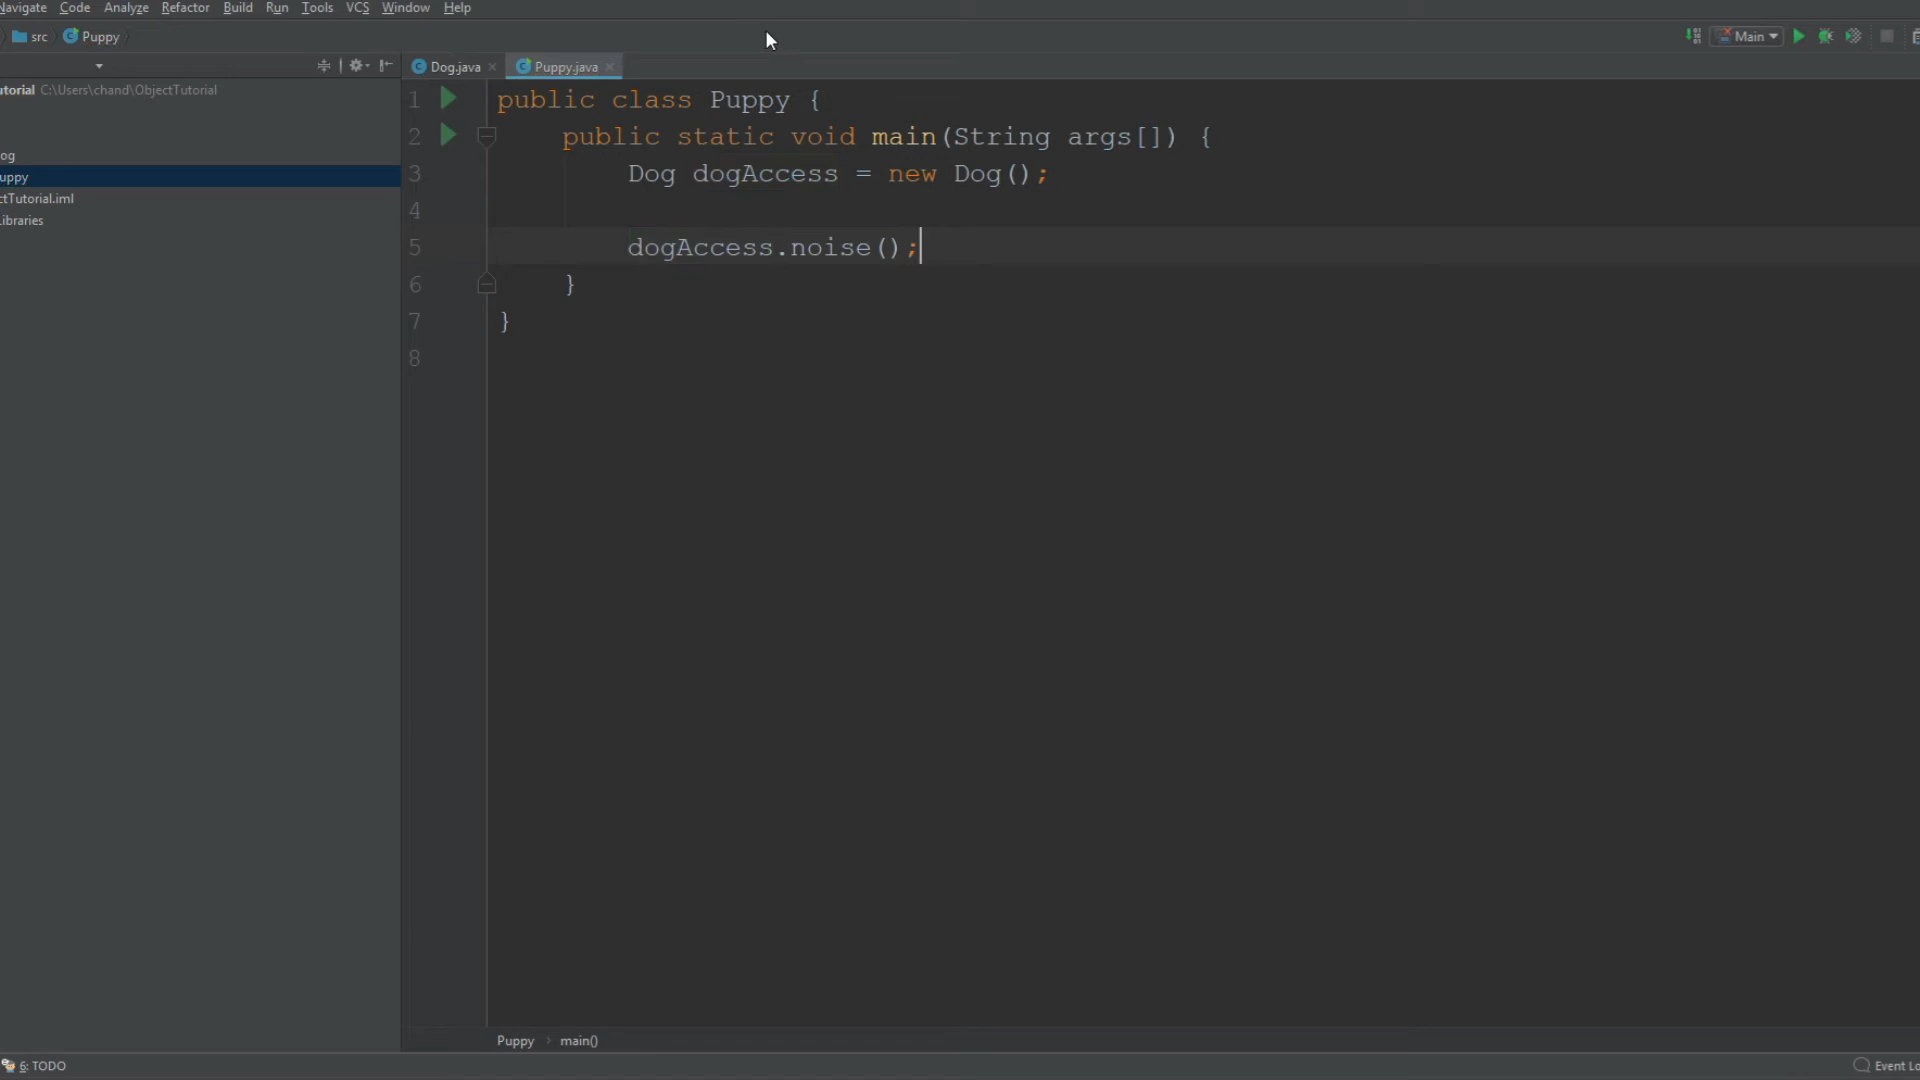 Navigate Code Analyze Refactor Build Run Tools VCS Window Help
src Puppy Main
Dog.java Puppy.java
utorial C:\Users\chand\ObjectTutorial
og
uppy
ctTutorial.iml
Libraries
1 public class Puppy {
2 public static void main(String args[]) {
3 Dog dogAccess = new Dog();
4
5 dogAccess.noise();
6 }
7 }
8
Puppy main()
6: TODO Event Lo